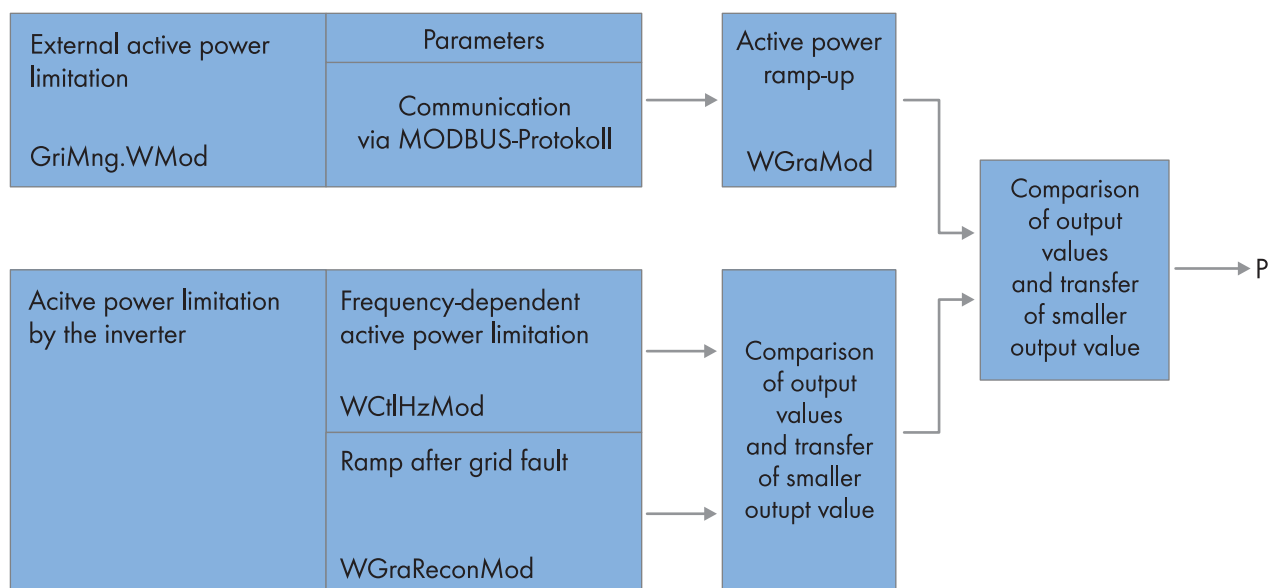 External active power
limitation
GriMng.WMod
Parameters
Communication
via MODBUS-Protokoll
Active power
ramp-up
WGraMod
Comparison
of output
values
and transfer
of smaller
output value
P
Acitve power limitation
by the inverter
Frequency-dependent
active power limitation
WCtlHzMod
Ramp after grid fault
WGraReconMod
Comparison
of output
values
and transfer
of smaller
outupt value